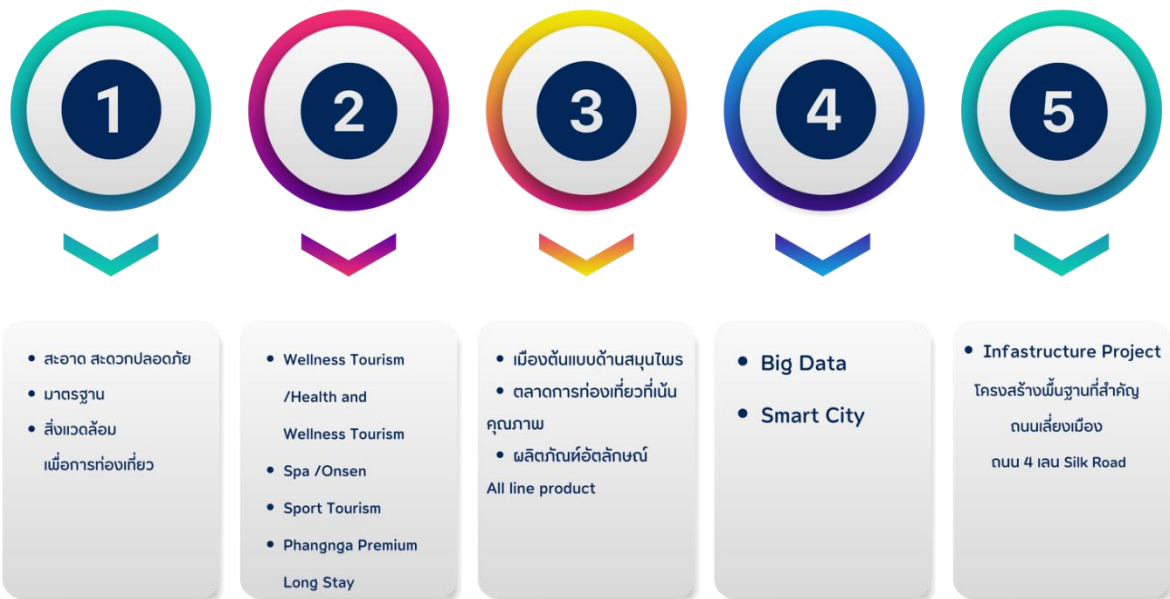 1
2
3
4
5
• สะอาด สะดวกปลอดภัย
• มาตรฐาน
• สิ่งแวดล้อม
เพื่อการท่องเที่ยว
• Wellness Tourism
/Health and
Wellness Tourism
• Spa /Onsen
• Sport Tourism
• Phangnga Premium
Long Stay
• เมืองต้นแบบด้านสมุนไพร
• ตลาดการท่องเที่ยวที่เน้น
คุณภาพ
• ผลิตภัณฑ์อัตลักษณ์
All line product
• Big Data
• Smart City
• Infastructure Project
โครงสร้างพื้นฐานที่สำคัญ
ถนนเลี่ยงเมือง
ถนน 4 เลน Silk Road